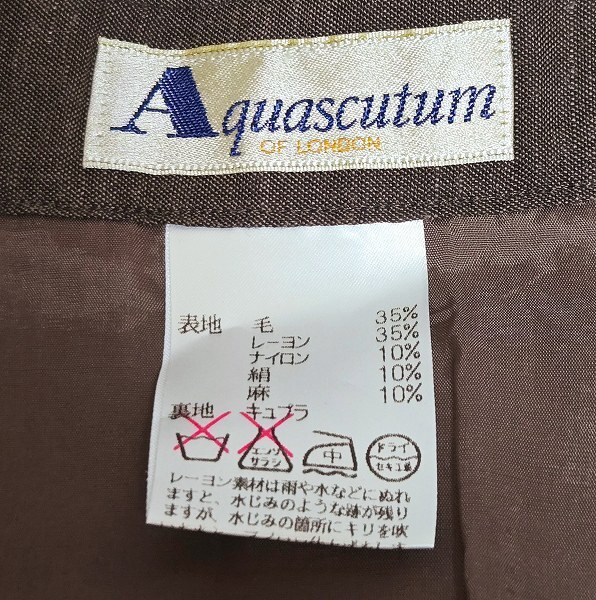 Aquascutum
OF LONDON
表地 毛 35%
レーヨン 35%
ナイロン 10%
絹 10%
麻 10%
裏地 キュプラ
エンソ サラシ 中 ドライ セキユ系
レーヨン素材は雨や水などにぬれ
ますと、水じみのような跡が残り
ますが、水じみの箇所にキリを吹